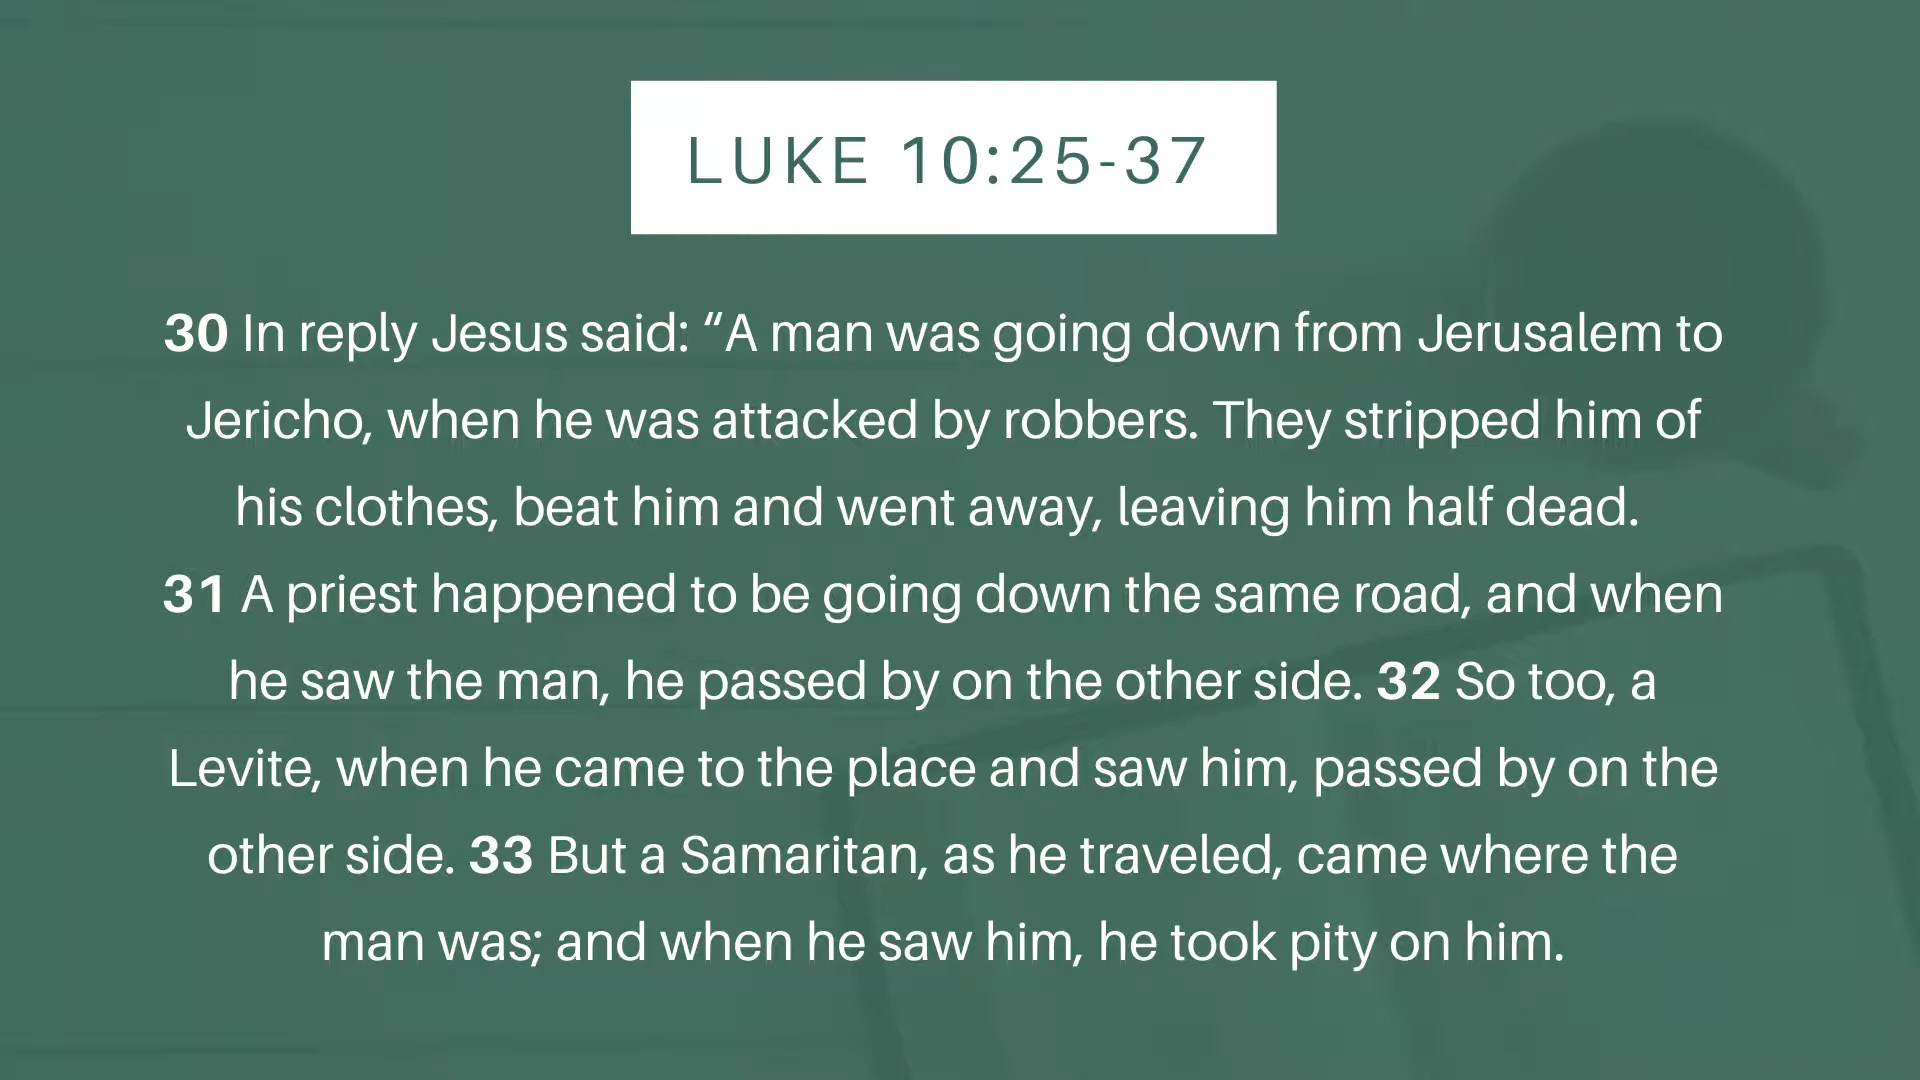 LUKE 10:25-37
30 In reply Jesus said: “A man was going down from Jerusalem to
Jericho, when he was attacked by robbers. They stripped him of
his clothes, beat him and went away, leaving him half dead.
31 A priest happened to be going down the same road, and when
he saw the man, he passed by on the other side. 32 So too, a
Levite, when he came to the place and saw him, passed by on the
other side. 33 But a Samaritan, as he traveled, came where the
man was; and when he saw him, he took pity on him.